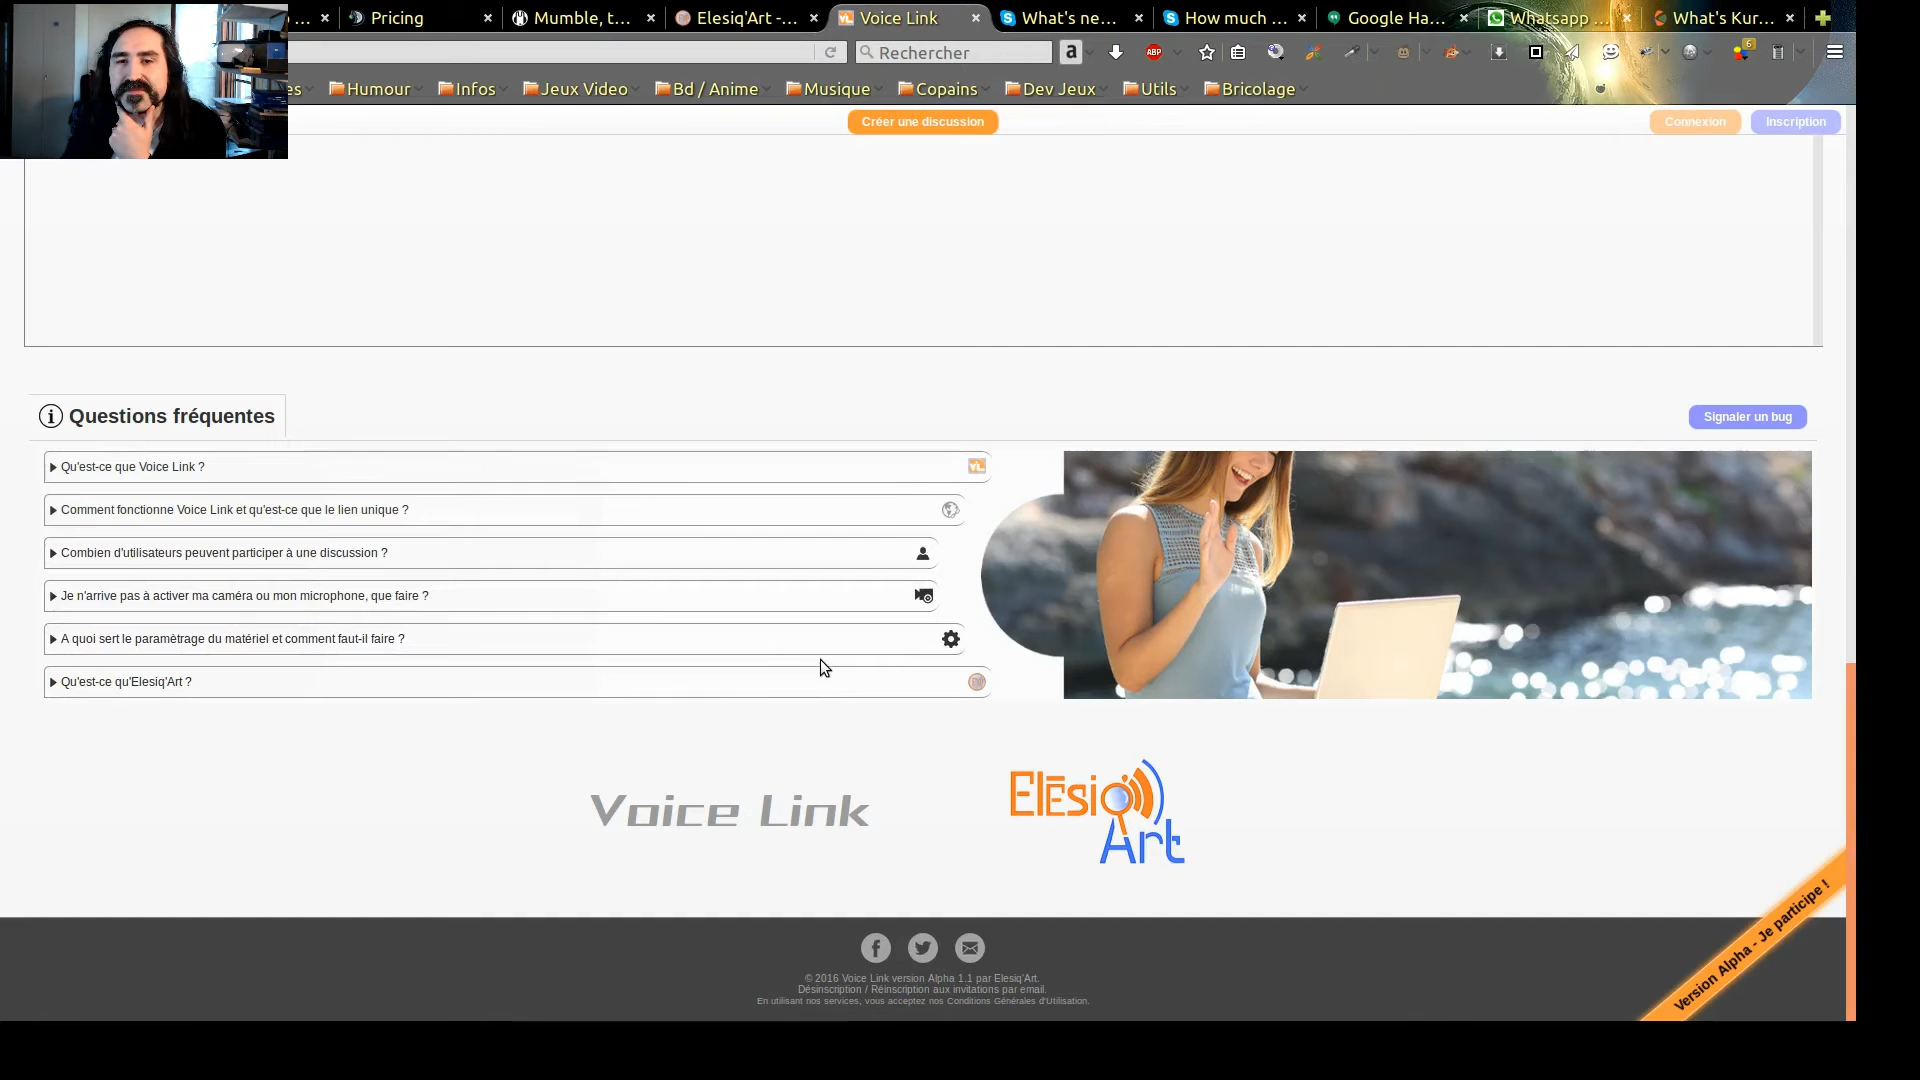 ...
Pricing
Mumble, t...
Elesiq'Art -...
Voice Link
What's ne...
How much ...
Google Ha...
Whatsapp ...
What's Kur...
Rechercher
a
ABP
6
es
Humour
Infos
Jeux Video
Bd / Anime
Musique
Copains
Dev Jeux
Utils
Bricolage
Créer une discussion
Connexion
Inscription
Questions fréquentes
Signaler un bug
Qu'est-ce que Voice Link ?
Comment fonctionne Voice Link et qu'est-ce que le lien unique ?
Combien d'utilisateurs peuvent participer à une discussion ?
Je n'arrive pas à activer ma caméra ou mon microphone, que faire ?
A quoi sert le paramètrage du matériel et comment faut-il faire ?
Qu'est-ce qu'Elesiq'Art ?
Voice Link
Elēsiq'
Art
Version Alpha - Je participe !
© 2016 Voice Link version Alpha 1.1 par Elesiq'Art.
Désinscription / Réinscription aux invitations par email.
En utilisant nos services, vous acceptez nos Conditions Générales d'Utilisation.